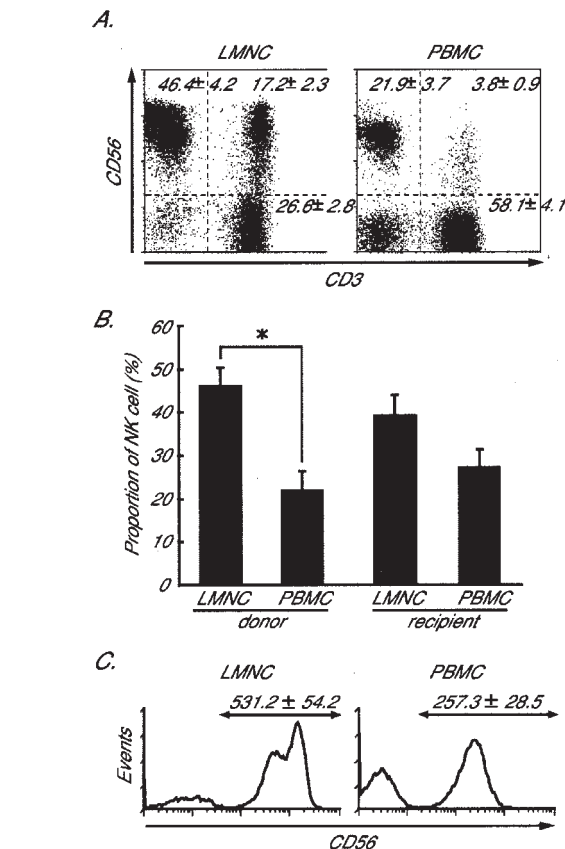 A.
LMNC PBMC
46.4± 4.2 17.2± 2.3 21.9± 3.7 3.8± 0.9
CD56
26.6± 2.8 58.1± 4.1
CD3
B.
Proportion of NK cell (%)
60
50
40
30
20
10
0
*
LMNC PBMC LMNC PBMC
donor recipient
C.
LMNC PBMC
531.2 ± 54.2 257.3 ± 28.5
Events
CD56